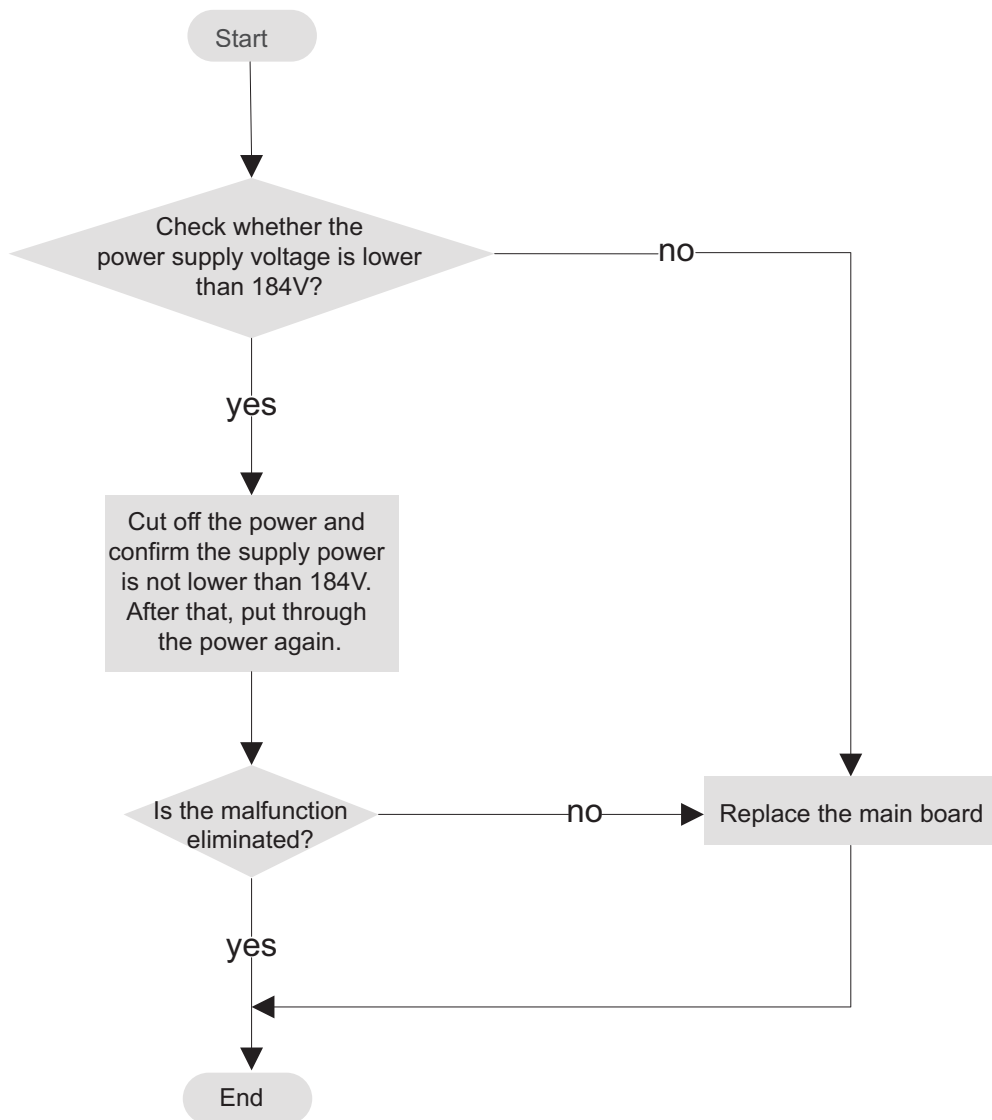 Start
Check whether the
power supply voltage is lower
than 184V?
no
yes
Cut off the power and
confirm the supply power
is not lower than 184V.
After that, put through
the power again.
Is the malfunction
eliminated?
no
Replace the main board
yes
End